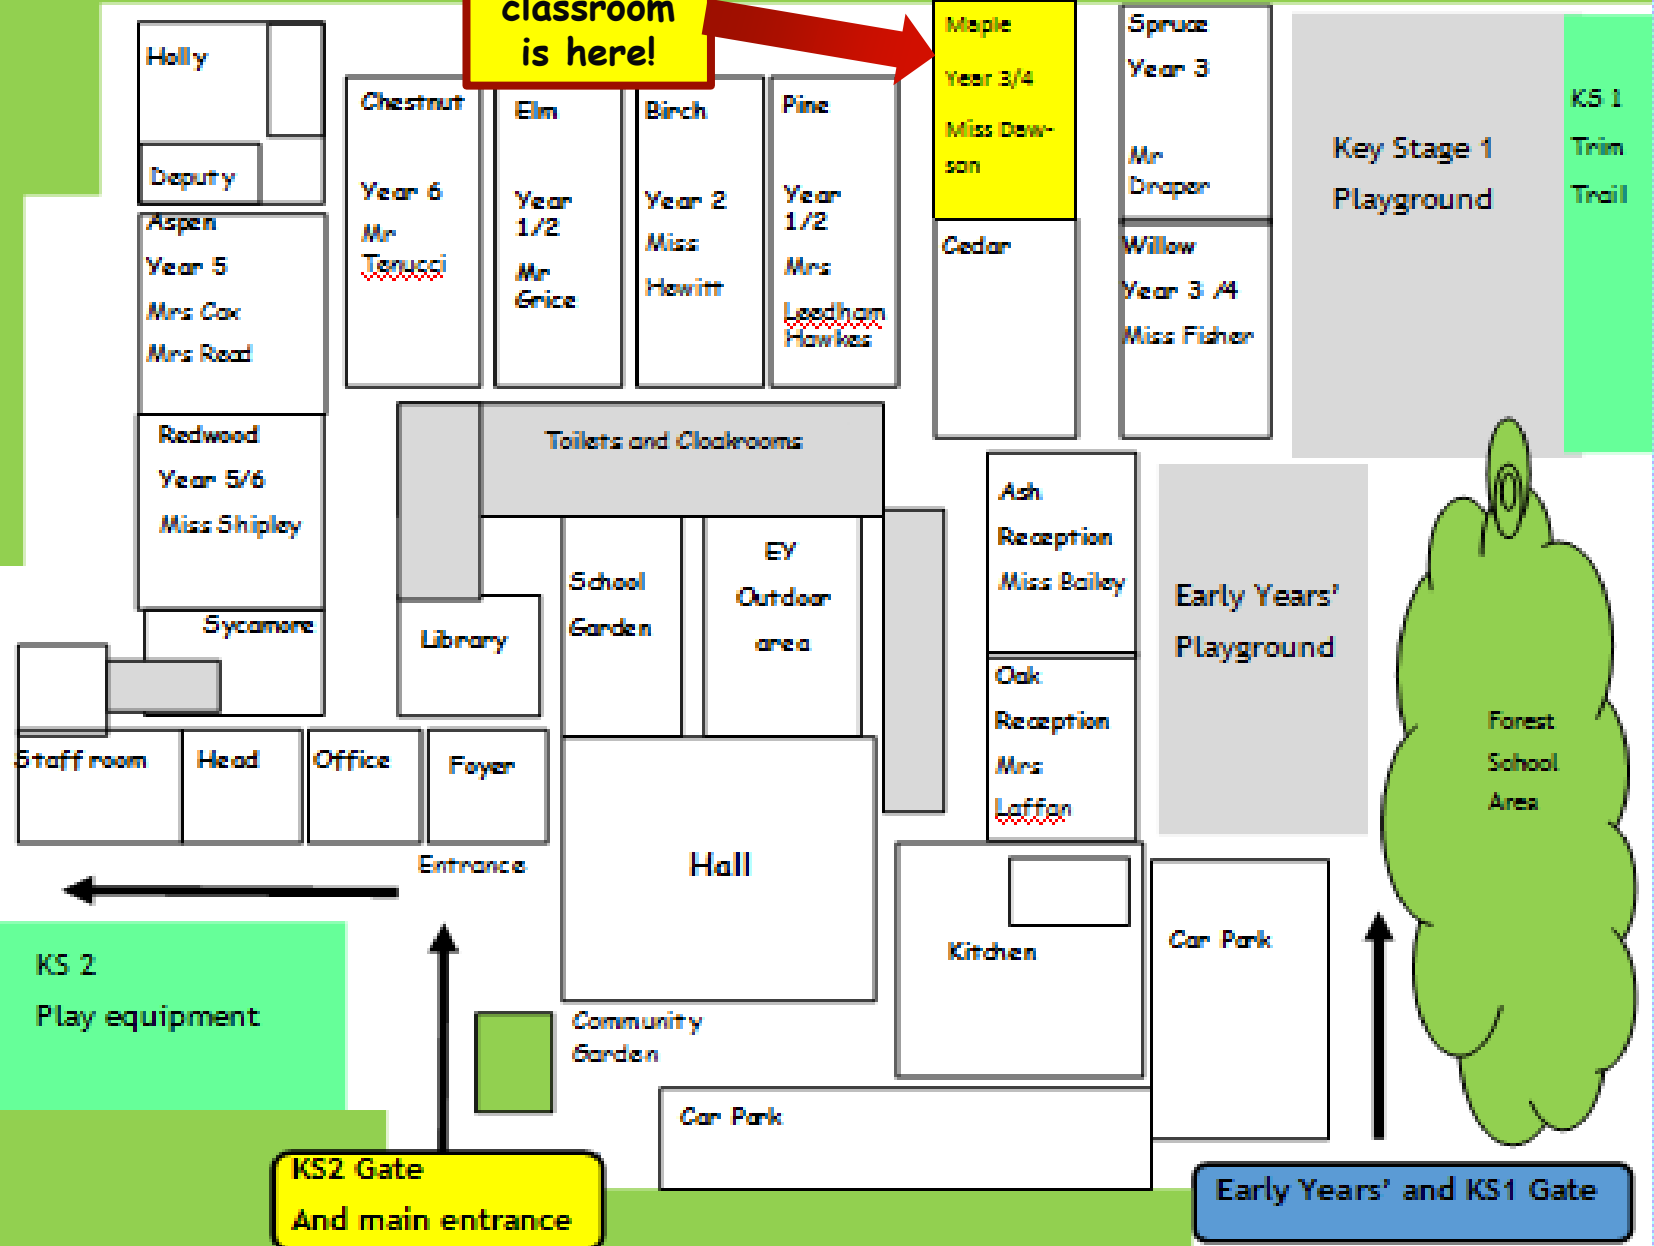 classroom
is here!
Holly
Deputy
Aspen
Year 5
Mrs Cox
Mrs Read
Redwood
Year 5/6
Miss Shipley
Sycamore
Staff room
Head
Office
Foyer
Entrance
Chestnut
Year 6
Mr
Tenucci
Elm
Year
1/2
Mr
Grice
Birch
Year 2
Miss
Hewitt
Pine
Year
1/2
Mrs
Leedham
Hawkes
Maple
Year 3/4
Miss Daw-
son
Cedar
Spruce
Year 3
Mr
Draper
Willow
Year 3 /4
Miss Fisher
Key Stage 1
Playground
KS 1
Trim
Trail
Toilets and Cloakrooms
Library
School
Garden
EY
Outdoor
area
Ash
Reception
Miss Bailey
Oak
Reception
Mrs
Laffan
Early Years'
Playground
Forest
School
Area
Hall
Kitchen
Car Park
KS 2
Play equipment
Community
Garden
Car Park
KS2 Gate
And main entrance
Early Years' and KS1 Gate